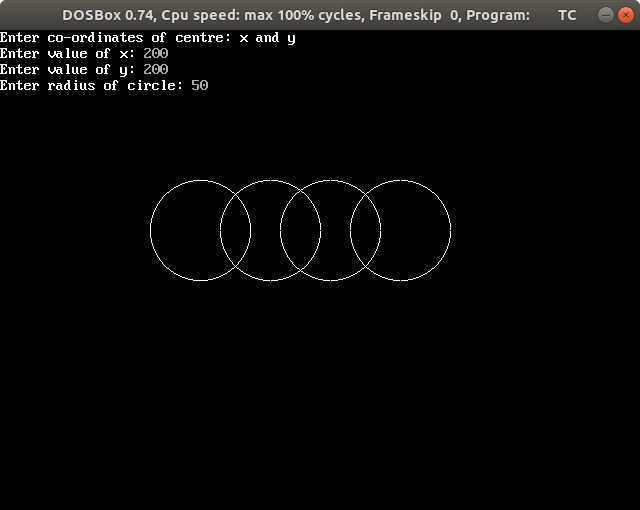 DOSBox 0.74, Cpu speed: max 100% cycles, Frameskip 0, Program: TC
Enter co-ordinates of centre: x and y
Enter value of x: 200
Enter value of y: 200
Enter radius of circle: 50